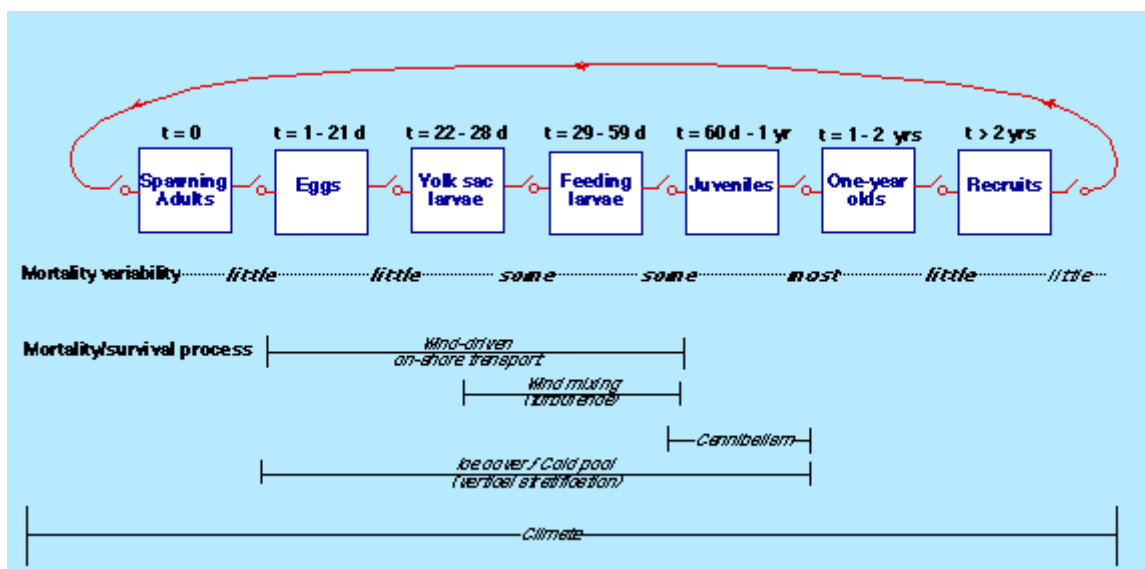 t = 0 t = 1 - 21 d t = 22 - 28 d t = 29 - 59 d t = 60 d - 1 yr t = 1 - 2 yrs t > 2 yrs
Spawning Adults
Eggs
Yolk sac larvae
Feeding larvae
Juveniles
One-year olds
Recruits
Mortality variability little little some some most little little
Mortality/survival process
Wind-driven
on-shore transport
Wind mixing
(turbulence)
Cannibalism
Ice cover / Cold pool
(vertical stratification)
Climate